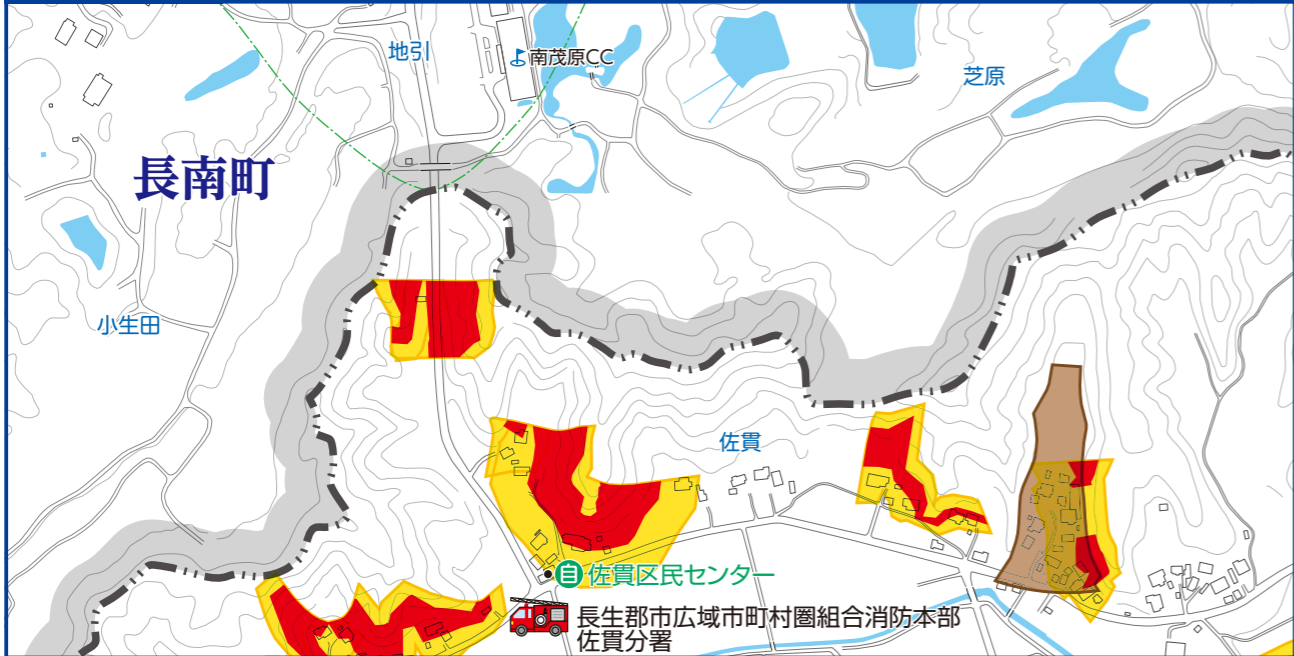 地引
南茂原CC
芝原
長南町
小生田
佐貫
自 佐貫区民センター
長生郡市広域市町村圏組合消防本部
佐貫分署